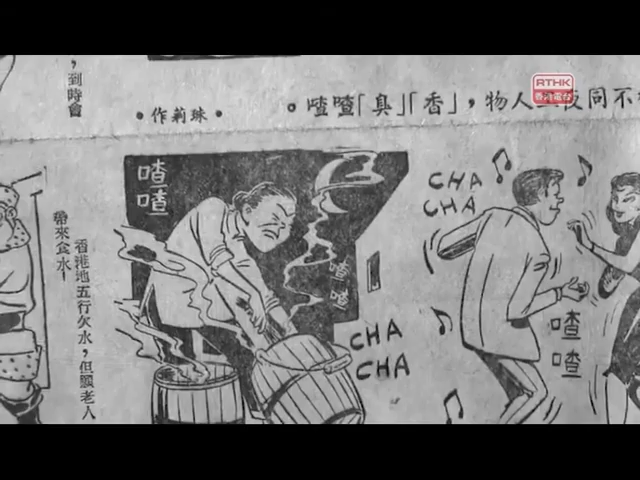 RTHK
香港電台
不同
人物，「香」「臭」喳喳。
•珠莉作•
，到時會
CHA
CHA
喳喳
喳喳
CHA
CHA
喳喳
香港地五行欠水，但願老人
帶來食水！